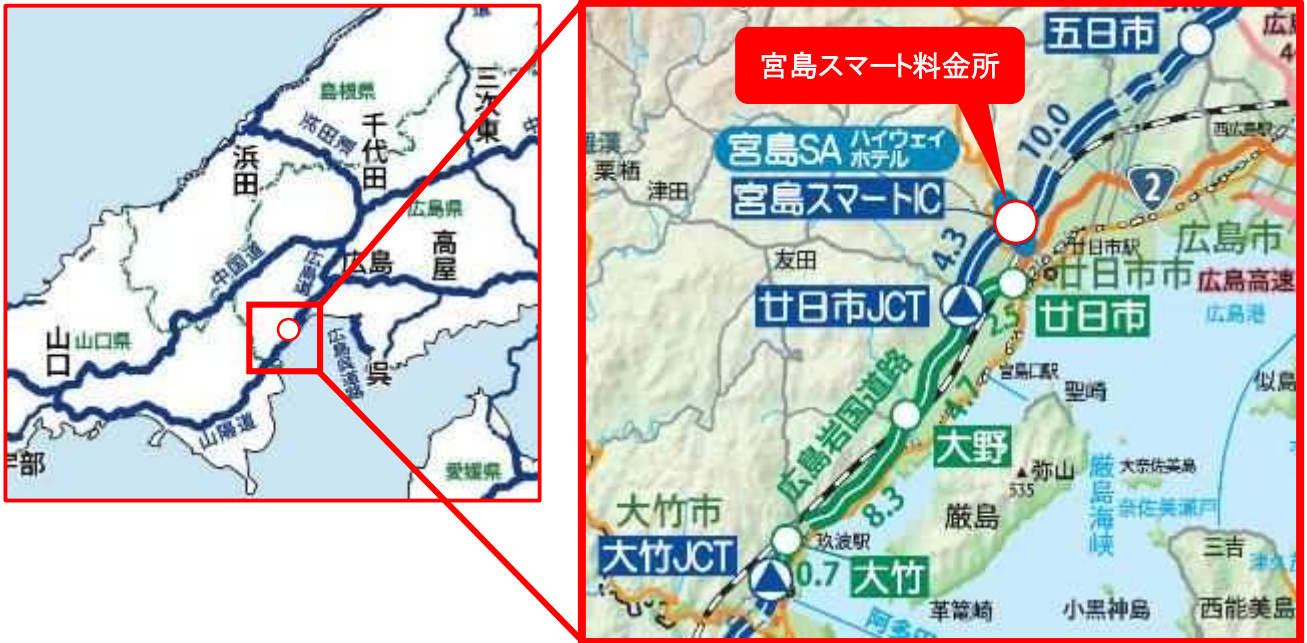 島根県
浜田道
三次東
千代田
浜田
広島県
高屋
広島
中国道
山口県
山口
呉
山陽道
愛媛県
宇部
五日市
宮島スマート料金所
10.0
西広島駅
宮島SA ハイウェイ
ホテル
栗栖
津田
宮島スマートIC
2
4.3
友田
廿日市駅
広島市
廿日市市
広島高速
廿日市JCT
2.5
廿日市
広島港
宮島口駅
聖崎
似島
広島岩国道路
4.7
大野
弥山
535
大奈佐美島
厳島海峡
奈佐美瀬戸
8.3
厳島
大竹市
玖波駅
大竹JCT
0.7
大竹
三吉
革篭崎
小黒神島
西能美島